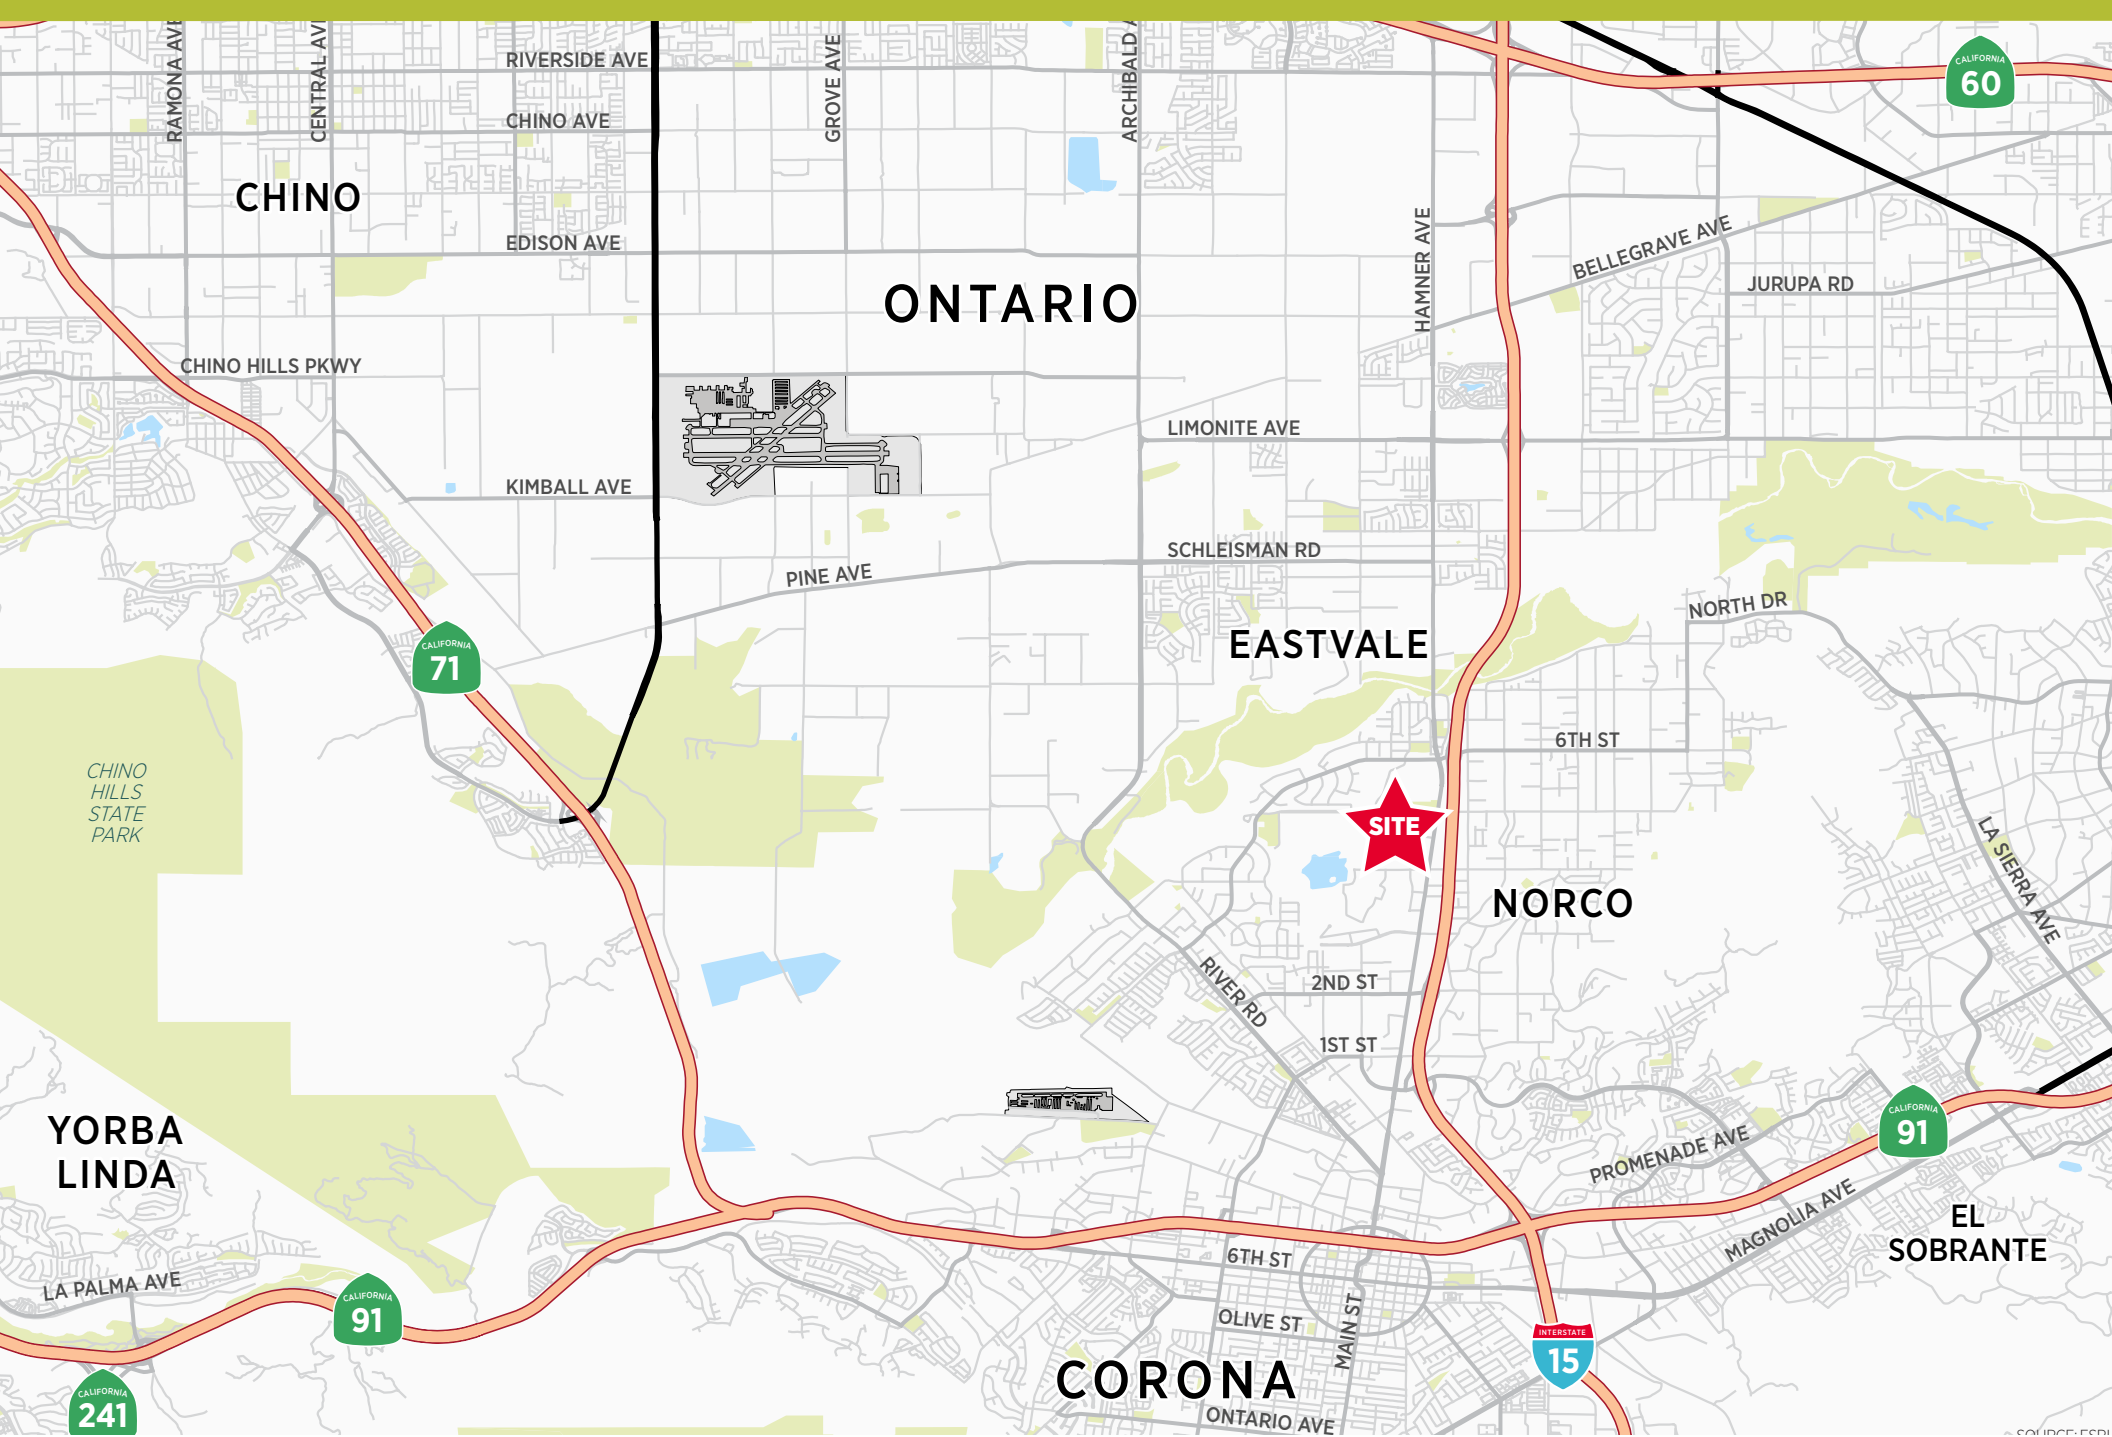 RAMONA AVE
CENTRAL AVE
RIVERSIDE AVE
GROVE AVE
ARCHIBALD A
CALIFORNIA
60
CHINO AVE
CHINO
EDISON AVE
ONTARIO
HAMNER AVE
BELLEGRAVE AVE
JURUPA RD
CHINO HILLS PKWY
LIMONITE AVE
KIMBALL AVE
SCHLEISMAN RD
PINE AVE
NORTH DR
EASTVALE
CALIFORNIA
71
6TH ST
CHINO
HILLS
STATE
PARK
SITE
LA SIERRA AVE
NORCO
RIVER RD
2ND ST
1ST ST
YORBA
LINDA
CALIFORNIA
91
PROMENADE AVE
MAGNOLIA AVE
EL
SOBRANTE
6TH ST
LA PALMA AVE
CALIFORNIA
91
OLIVE ST
MAIN ST
INTERSTATE
15
CORONA
CALIFORNIA
241
ONTARIO AVE
SOURCE: ESRI